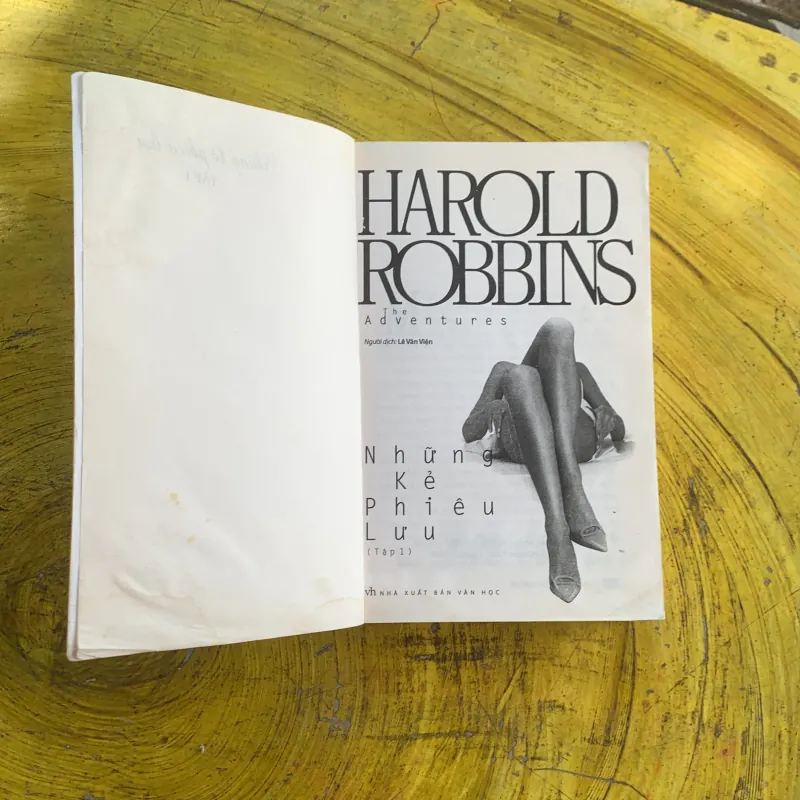 HAROLD
ROBBINS
The
Adventures
Người dịch: Lê Văn Viện
Những
Kẻ
Phiêu
Lưu
(Tập 1)
vh NHÀ XUẤT BẢN VĂN HỌC